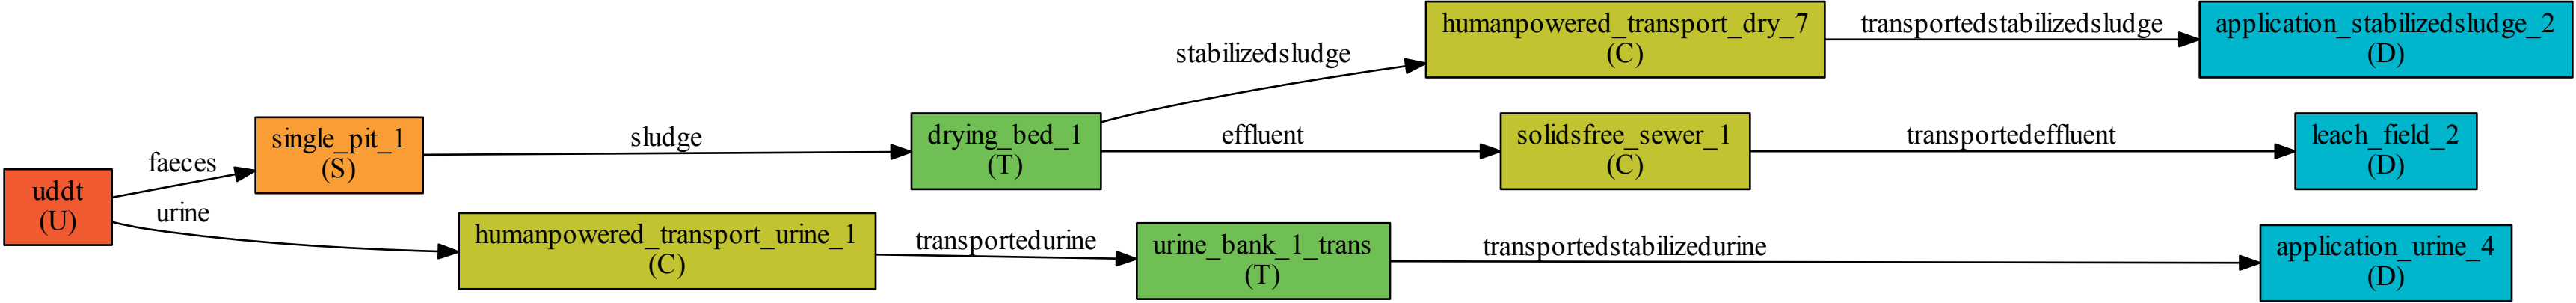 uddt
(U)
faeces
urine
single_pit_1
(S)
sludge
humanpowered_transport_urine_1
(C)
transportedurine
drying_bed_1
(T)
stabilizedsludge
effluent
urine_bank_1_trans
(T)
transportedstabilizedurine
humanpowered_transport_dry_7
(C)
transportedstabilizedsludge
solidsfree_sewer_1
(C)
transportedeffluent
application_stabilizedsludge_2
(D)
leach_field_2
(D)
application_urine_4
(D)